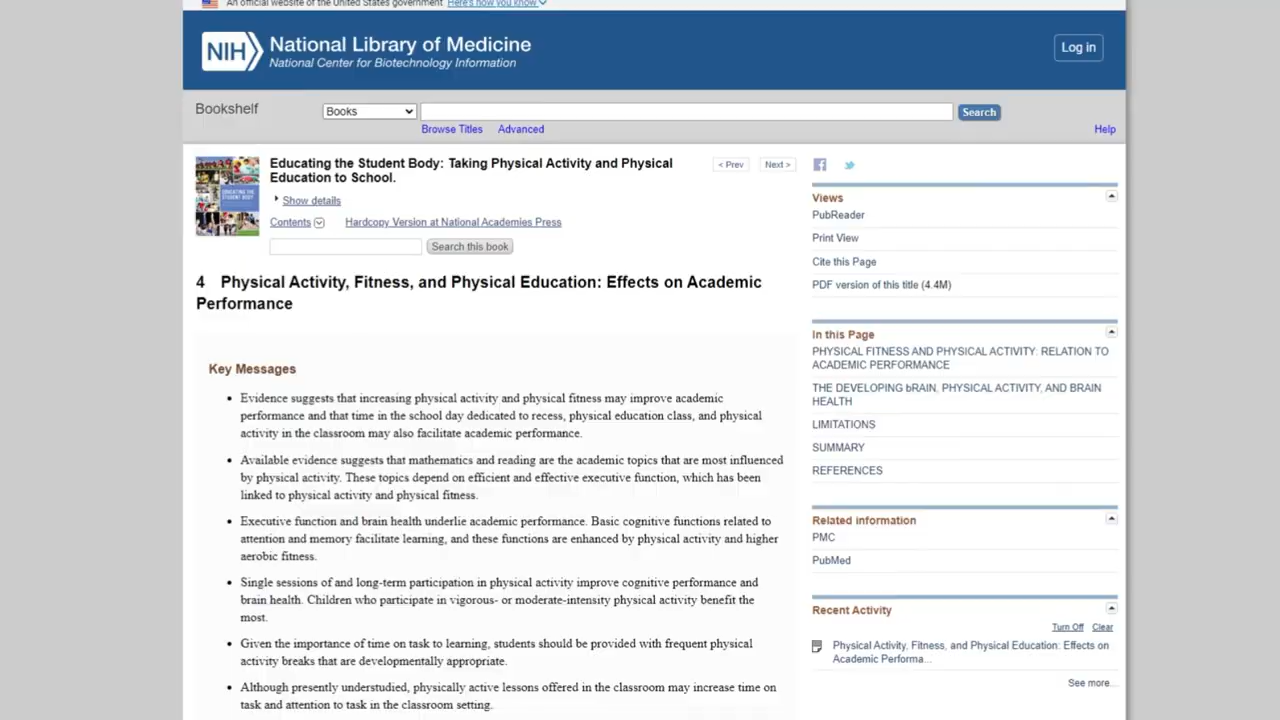 An official website of the United States government Here's how you know
NIH National Library of Medicine
National Center for Biotechnology Information
Log in
Bookshelf
Books
Search
Browse Titles Advanced
Help
EDUCATING THE
STUDENT BODY
Educating the Student Body: Taking Physical Activity and Physical
Education to School.
Show details
Contents Hardcopy Version at National Academies Press
Search this book
< Prev Next >
4 Physical Activity, Fitness, and Physical Education: Effects on Academic
Performance
Key Messages
• Evidence suggests that increasing physical activity and physical fitness may improve academic
performance and that time in the school day dedicated to recess, physical education class, and physical
activity in the classroom may also facilitate academic performance.
• Available evidence suggests that mathematics and reading are the academic topics that are most influenced
by physical activity. These topics depend on efficient and effective executive function, which has been
linked to physical activity and physical fitness.
• Executive function and brain health underlie academic performance. Basic cognitive functions related to
attention and memory facilitate learning, and these functions are enhanced by physical activity and higher
aerobic fitness.
• Single sessions of and long-term participation in physical activity improve cognitive performance and
brain health. Children who participate in vigorous- or moderate-intensity physical activity benefit the
most.
• Given the importance of time on task to learning, students should be provided with frequent physical
activity breaks that are developmentally appropriate.
• Although presently understudied, physically active lessons offered in the classroom may increase time on
task and attention to task in the classroom setting.
Views
PubReader
Print View
Cite this Page
PDF version of this title (4.4M)
In this Page
PHYSICAL FITNESS AND PHYSICAL ACTIVITY: RELATION TO
ACADEMIC PERFORMANCE
THE DEVELOPING bRAIN, PHYSICAL ACTIVITY, AND BRAIN
HEALTH
LIMITATIONS
SUMMARY
REFERENCES
Related information
PMC
PubMed
Recent Activity
Turn Off Clear
Physical Activity, Fitness, and Physical Education: Effects on
Academic Performa...
See more...